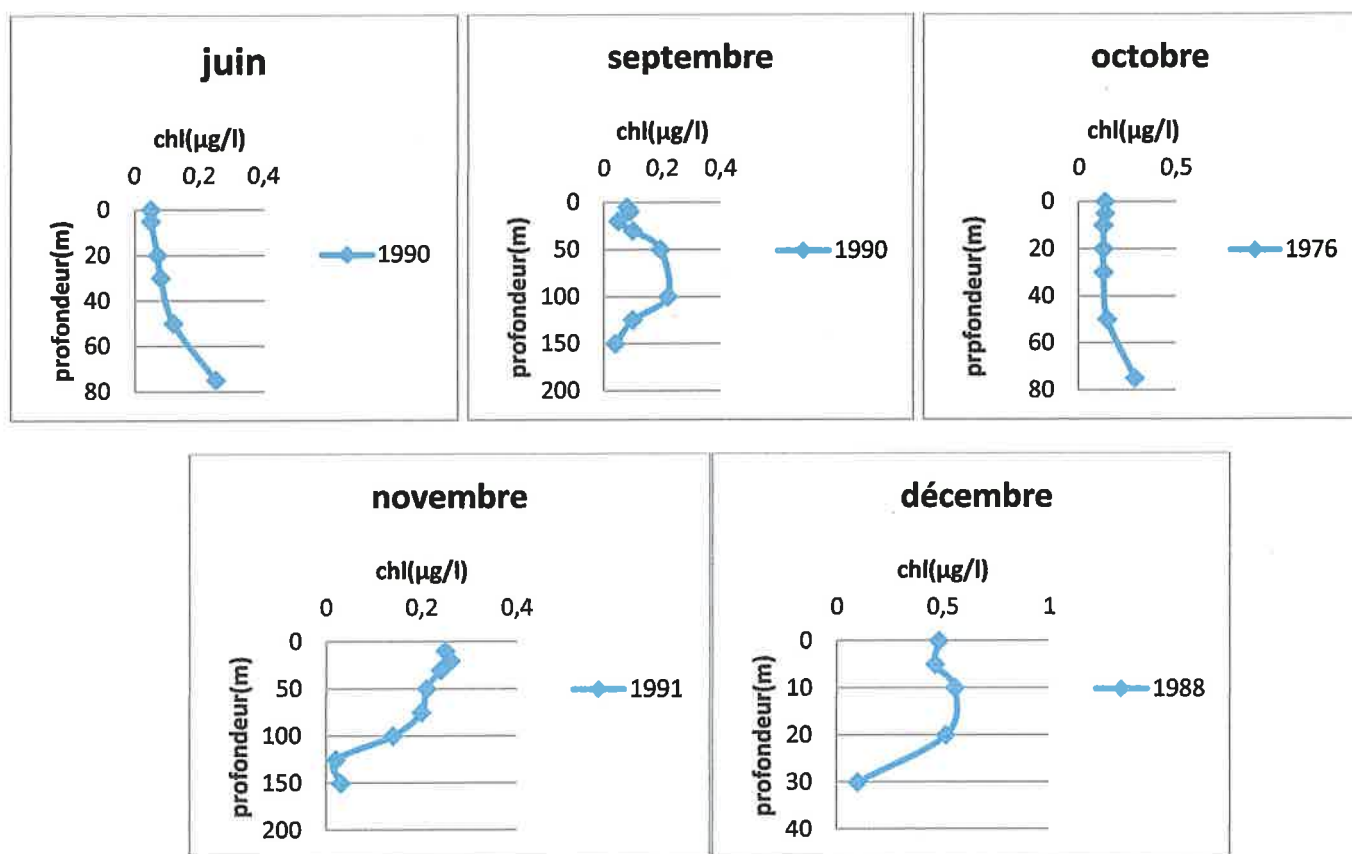 juin
chl(µg/l)
0 0,2 0,4
profondeur(m)
0
20
40
60
80
1990
septembre
chl(µg/l)
0 0,2 0,4
profondeur(m)
0
50
100
150
200
1990
octobre
chl(µg/l)
0 0,5
prpfondeur(m)
0
20
40
60
80
1976
novembre
chl(µg/l)
0 0,2 0,4
profondeur(m)
0
50
100
150
200
1991
décembre
chl(µg/l)
0 0,5 1
profondeur(m)
0
10
20
30
40
1988